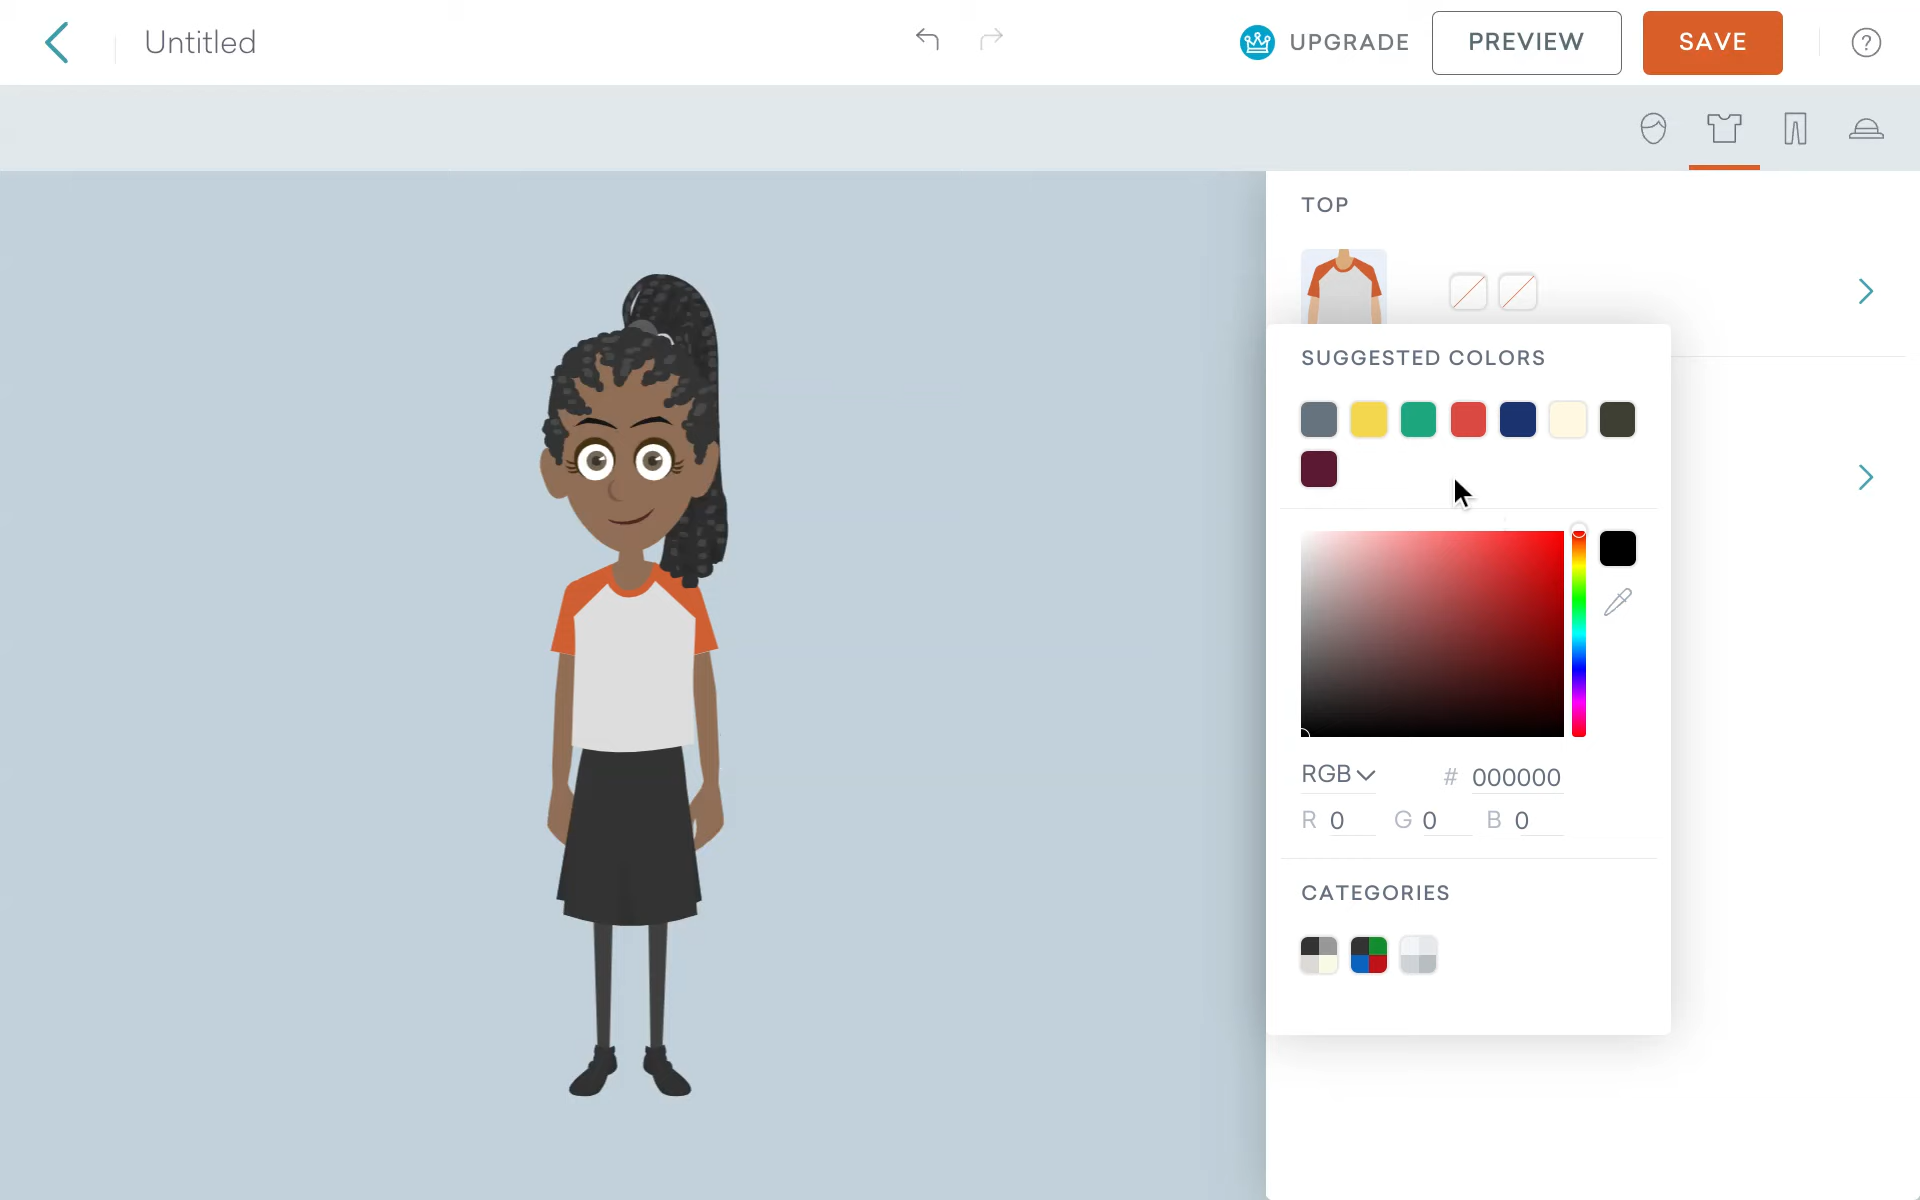 Untitled
UPGRADE
PREVIEW
SAVE
?
TOP
SUGGESTED COLORS
RGB # 000000
R 0 G 0 B 0
CATEGORIES